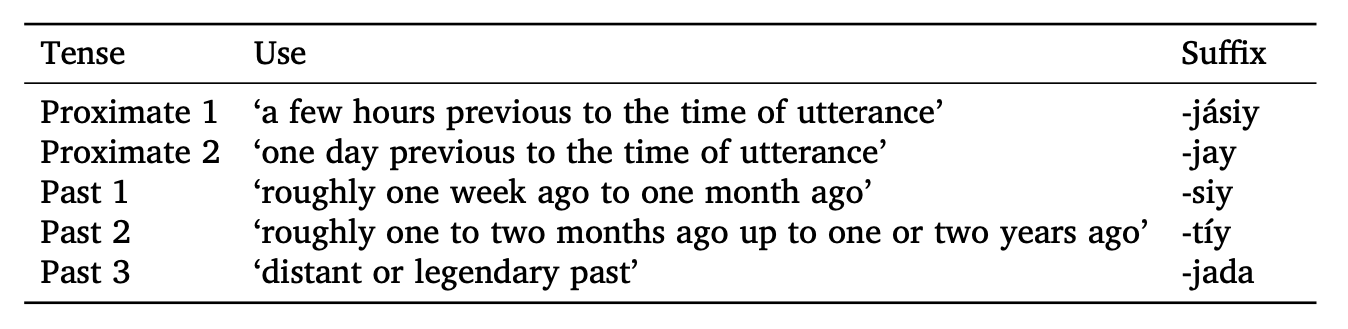 Tense Use Suffix
Proximate 1 ‘a few hours previous to the time of utterance’ -jásiy
Proximate 2 ‘one day previous to the time of utterance’ -jay
Past 1 ‘roughly one week ago to one month ago’ -siy
Past 2 ‘roughly one to two months ago up to one or two years ago’ -tíy
Past 3 ‘distant or legendary past’ -jada